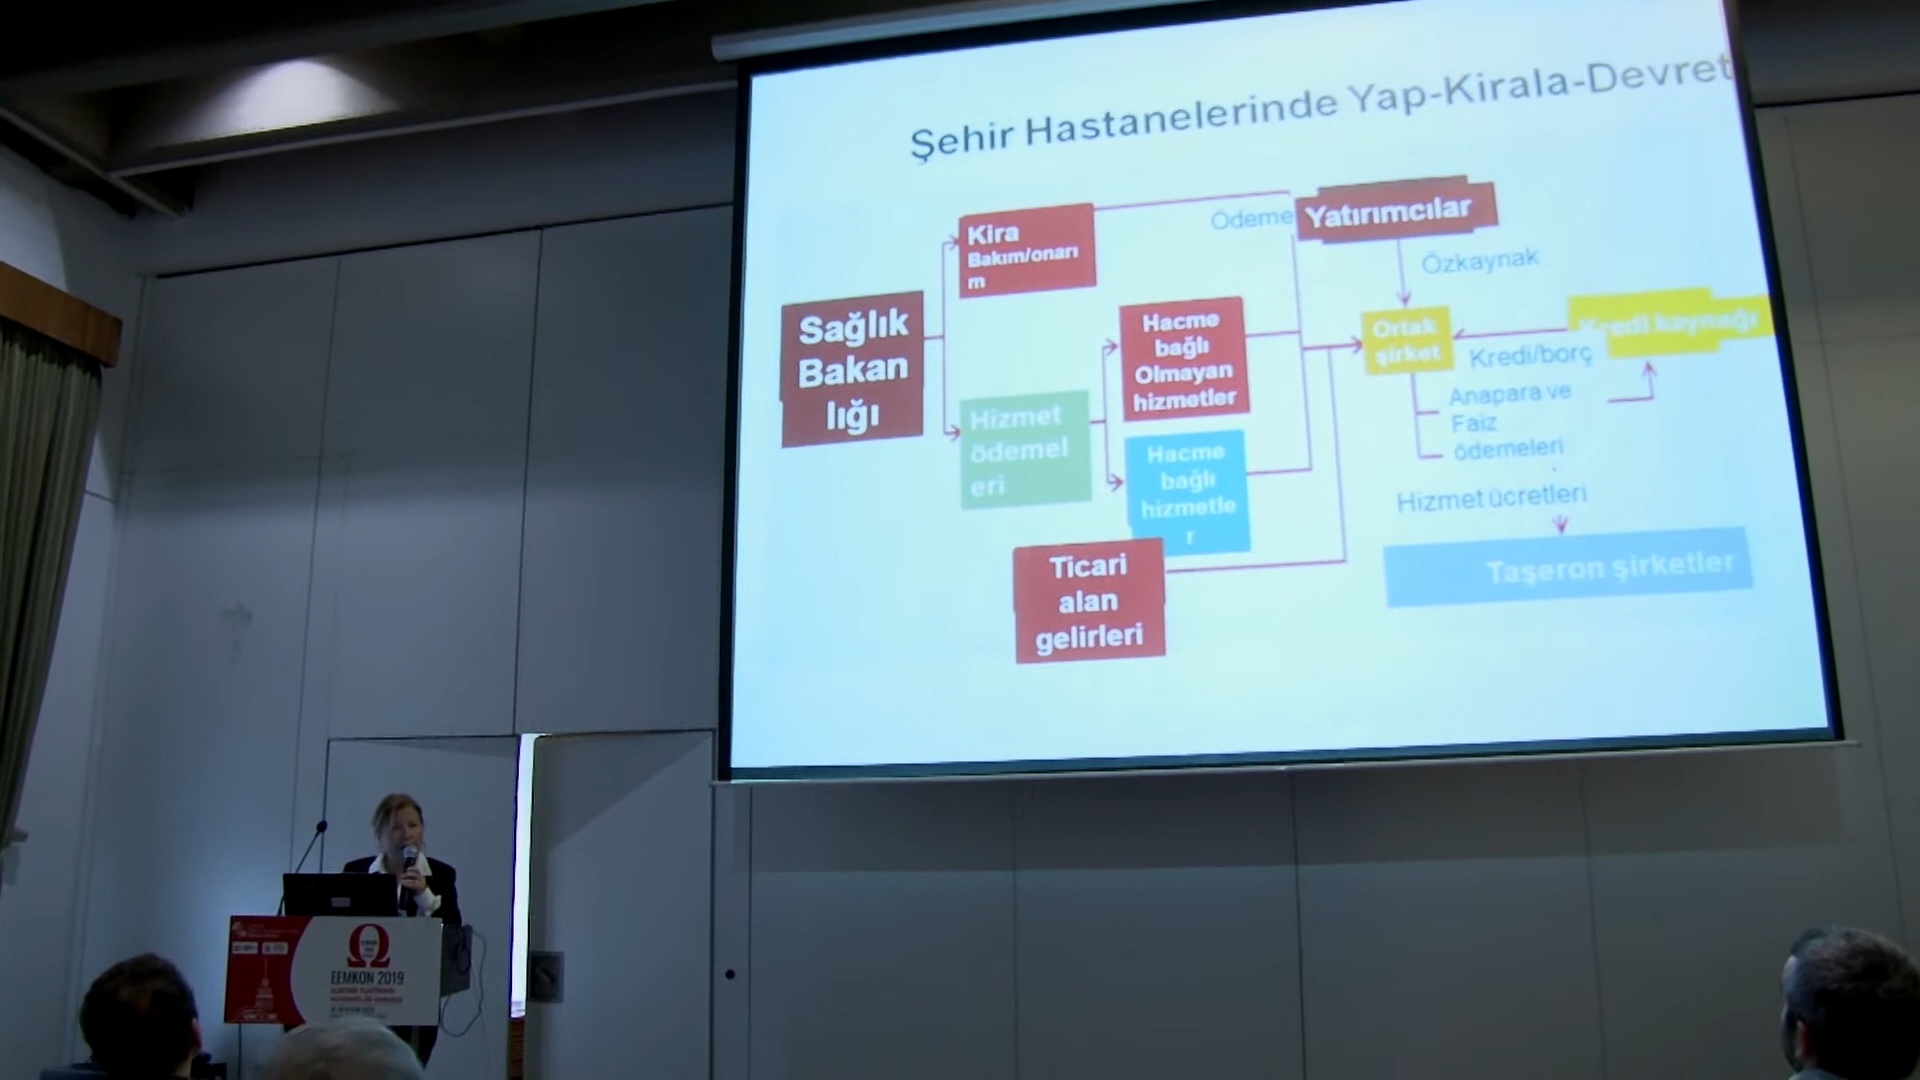 Şehir Hastanelerinde Yap-Kirala-Devret
Kira
Bakım/onarı
m
Ödeme
Yatırımcılar
Özkaynak
Sağlık
Bakan
lığı
Hacme
bağlı
Olmayan
hizmetler
Ortak
şirket
Kredi kaynağı
Kredi/borç
Anapara ve
Faiz
ödemeleri
Hizmet
ödemel
eri
Hacme
bağlı
hizmetle
r
Hizmet ücretleri
Taşeron şirketler
Ticari
alan
gelirleri
EEMKON 2019